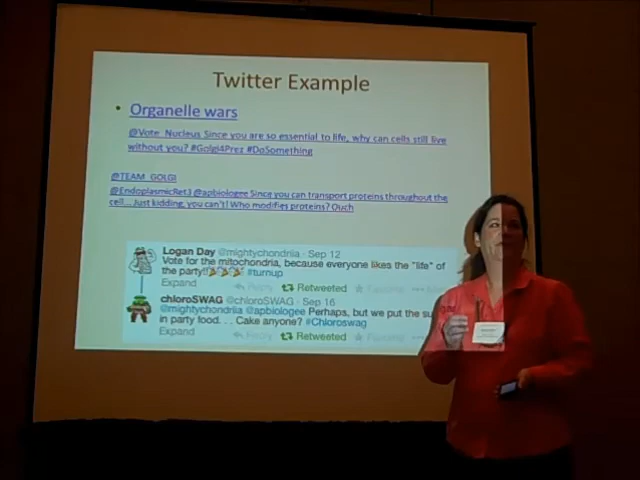 Twitter Example
• Organelle wars
@Vote_Nucleus Since you are so essential to life, why can cells still live
without you? #Golgi4Prez #DoSomething
@TEAM_GOLGI
@EndoplasmicRet3 @apbiologee Since you can transport proteins throughout the
cell... Just kidding, you can't! Who modifies proteins? Ouch
Logan Day @mightychondriia · Sep 12
Vote for the mitochondria, because everyone likes the "life" of
the party!! #turnup
Expand Reply Retweeted Favorite
chloroSWAG @chloroSWAG · Sep 16
@mightychondriia @apbiologee Perhaps, but we put the
in party food. . . Cake anyone? #Chloroswag
Expand Reply Retweeted Favorite